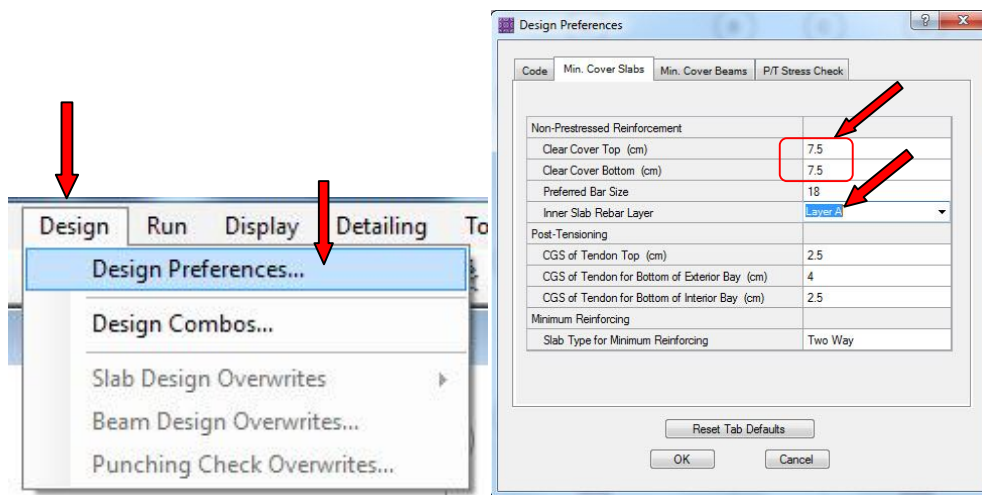 Design Run Display Detailing To
Design Preferences...
Design Combos...
Slab Design Overwrites
Beam Design Overwrites...
Punching Check Overwrites...
Design Preferences
Code Min. Cover Slabs Min. Cover Beams P/T Stress Check
Non-Prestressed Reinforcement
Clear Cover Top (cm) 7.5
Clear Cover Bottom (cm) 7.5
Preferred Bar Size 18
Inner Slab Rebar Layer Layer A
Post-Tensioning
CGS of Tendon Top (cm) 2.5
CGS of Tendon for Bottom of Exterior Bay (cm) 4
CGS of Tendon for Bottom of Interior Bay (cm) 2.5
Minimum Reinforcing
Slab Type for Minimum Reinforcing Two Way
Reset Tab Defaults
OK Cancel